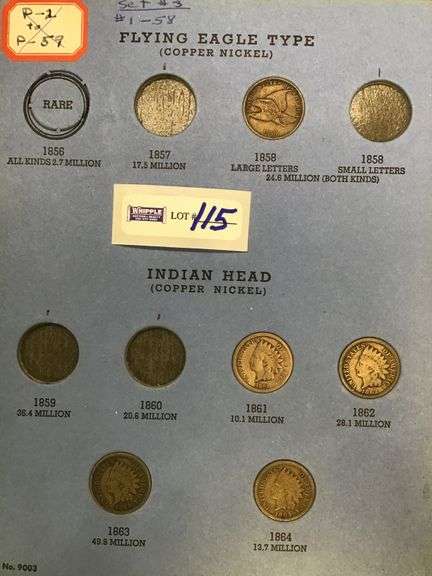 P-1
to
P-59
Set #3
#1-58
FLYING EAGLE TYPE
(COPPER NICKEL)
RARE
1856
ALL KINDS 2.7 MILLION
1857
17.5 MILLION
1858
LARGE LETTERS
1858
SMALL LETTERS
24.6 MILLION (BOTH KINDS)
WHIPPLE
LOT # 115
INDIAN HEAD
(COPPER NICKEL)
1859
36.4 MILLION
1860
20.6 MILLION
1861
10.1 MILLION
1862
28.1 MILLION
1863
49.8 MILLION
1864
13.7 MILLION
No. 9003